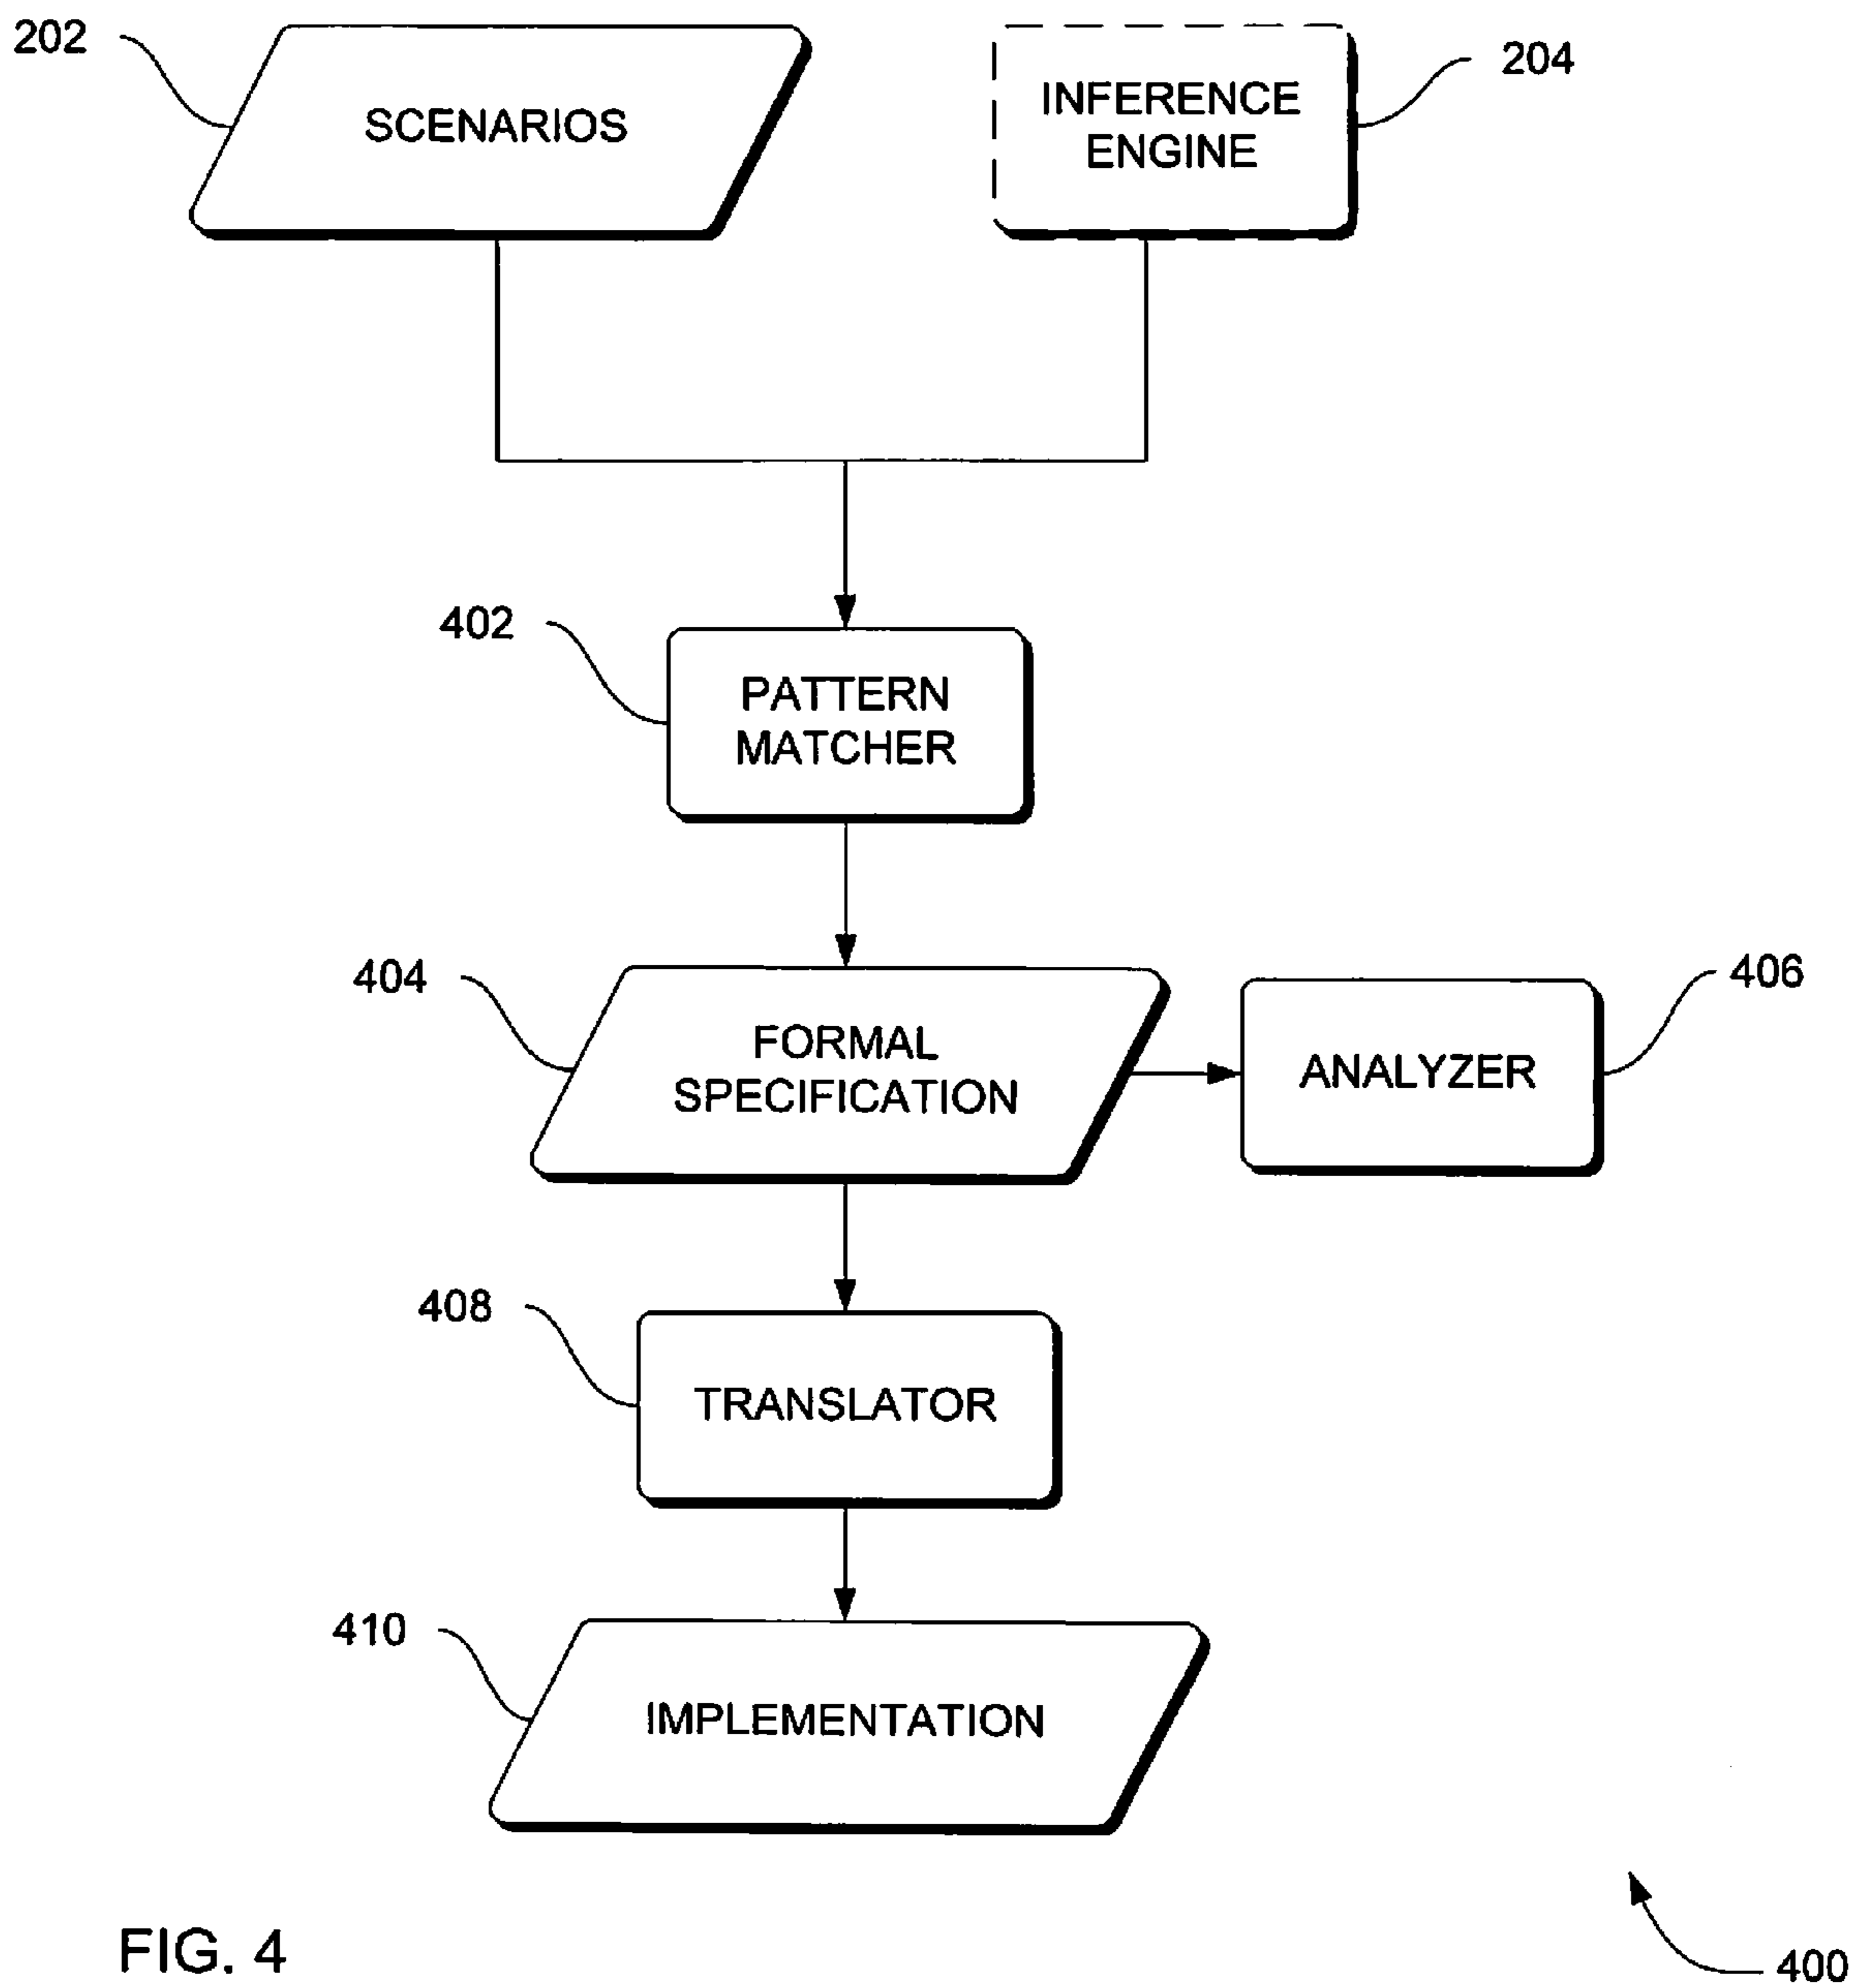 202
SCENARIOS
INFERENCE
ENGINE
204
402
PATTERN
MATCHER
404
FORMAL
SPECIFICATION
ANALYZER
406
408
TRANSLATOR
410
IMPLEMENTATION
FIG. 4
400